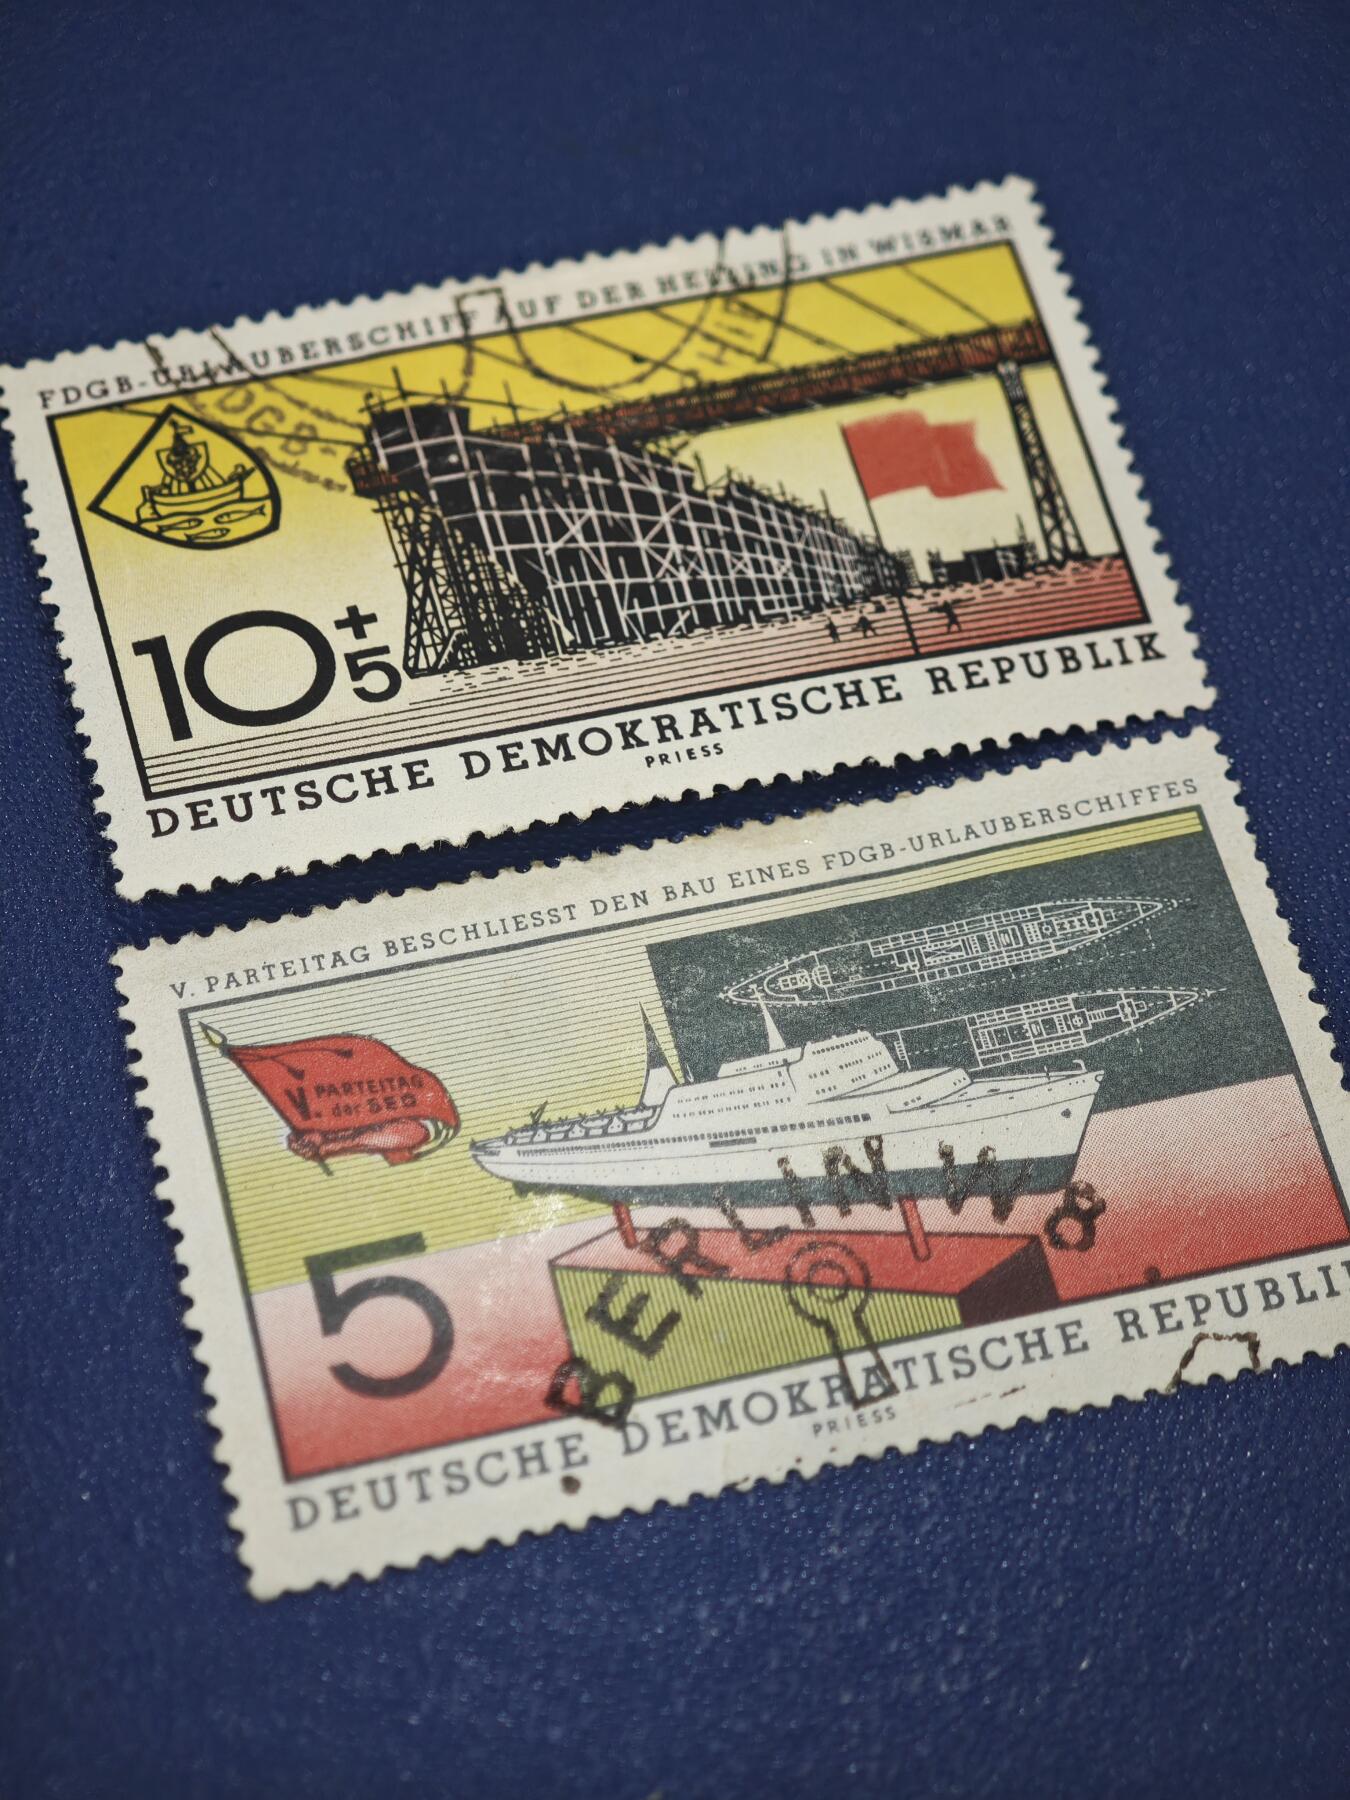 FDGB-URLAUBERSCHIFF AUF DER HELLING IN WISMAR
10+5
DEUTSCHE DEMOKRATISCHE REPUBLIK
PRIESS
V. PARTEITAG BESCHLIESST DEN BAU EINES FDGB-URLAUBERSCHIFFES
V. PARTEITAG
der SED
5
BERLIN W 8
DEUTSCHE DEMOKRATISCHE REPUBLIK
PRIESS